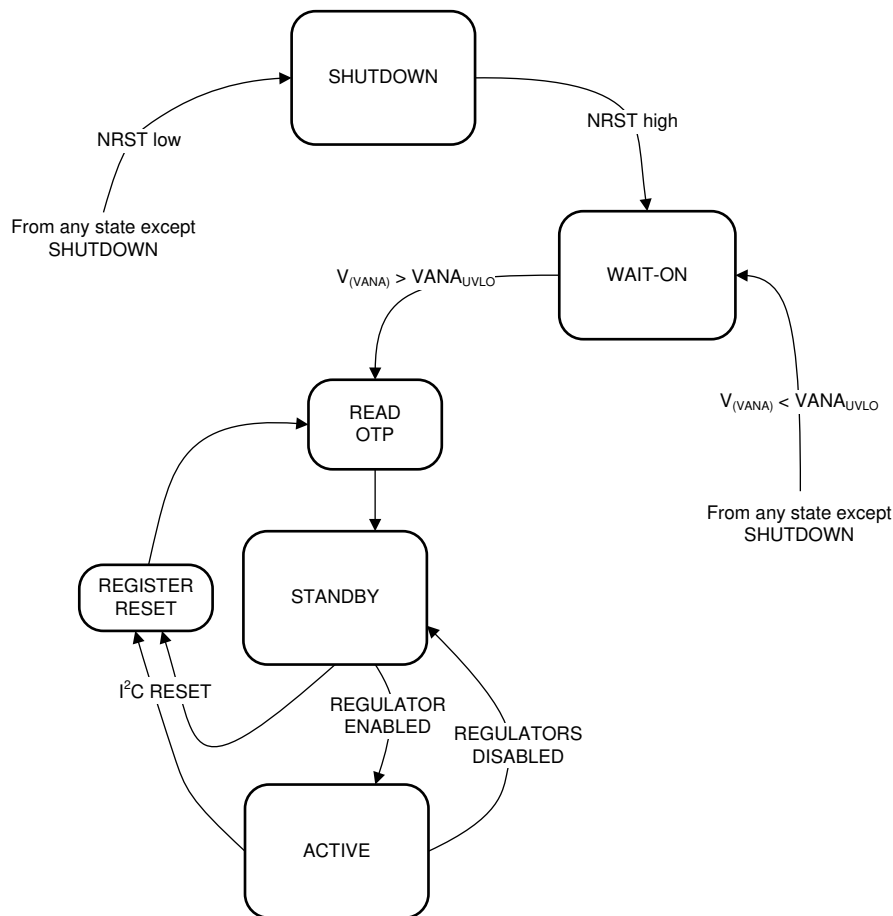 SHUTDOWN
NRST low
NRST high
From any state except
SHUTDOWN
WAIT-ON
V(VANA) > VANAUVLO
V(VANA) < VANAUVLO
READ
OTP
From any state except
SHUTDOWN
REGISTER
RESET
STANDBY
I²C RESET
REGULATOR
ENABLED
REGULATORS
DISABLED
ACTIVE